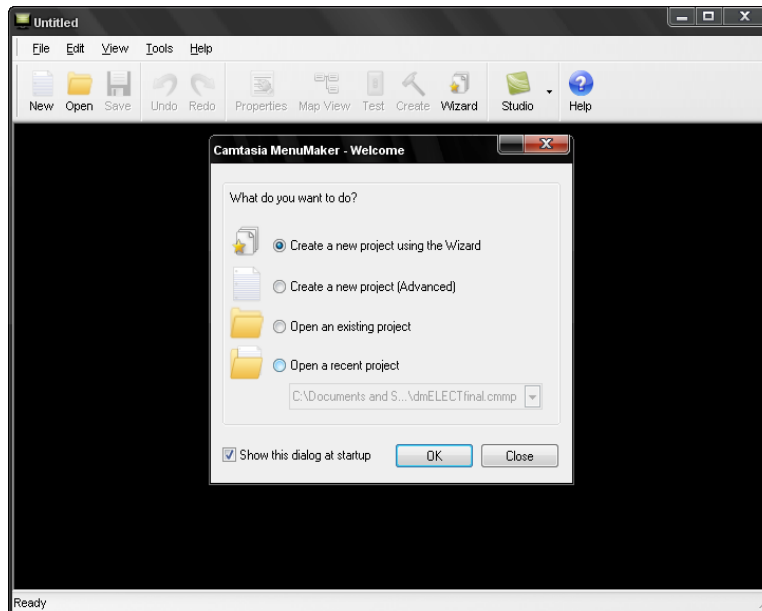 Untitled
File Edit View Tools Help
New Open Save Undo Redo Properties Map View Test Create Wizard Studio Help
Camtasia MenuMaker - Welcome
What do you want to do?
Create a new project using the Wizard
Create a new project (Advanced)
Open an existing project
Open a recent project
C:\Documents and S...\dmELECTfinal.cmmp
Show this dialog at startup OK Close
Ready